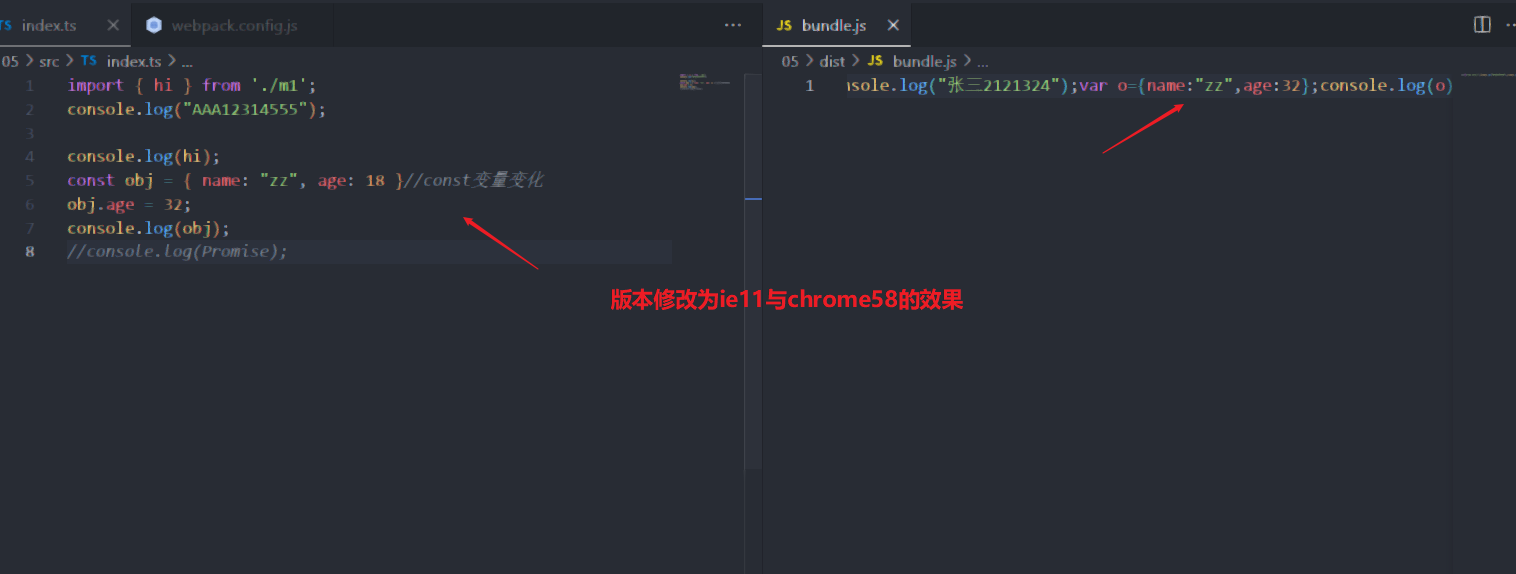 TS index.ts × webpack.config.js ···
05 > src > TS index.ts > ...
1 import { hi } from './m1';
2 console.log("AAA12314555");
3
4 console.log(hi);
5 const obj = { name: "zz", age: 18 }//const变量变化
6 obj.age = 32;
7 console.log(obj);
8 //console.log(Promise);
JS bundle.js ×
05 > dist > JS bundle.js > ...
1 nsole.log("张三2121324");var o={name:"zz",age:32};console.log(o)
版本修改为ie11与chrome58的效果